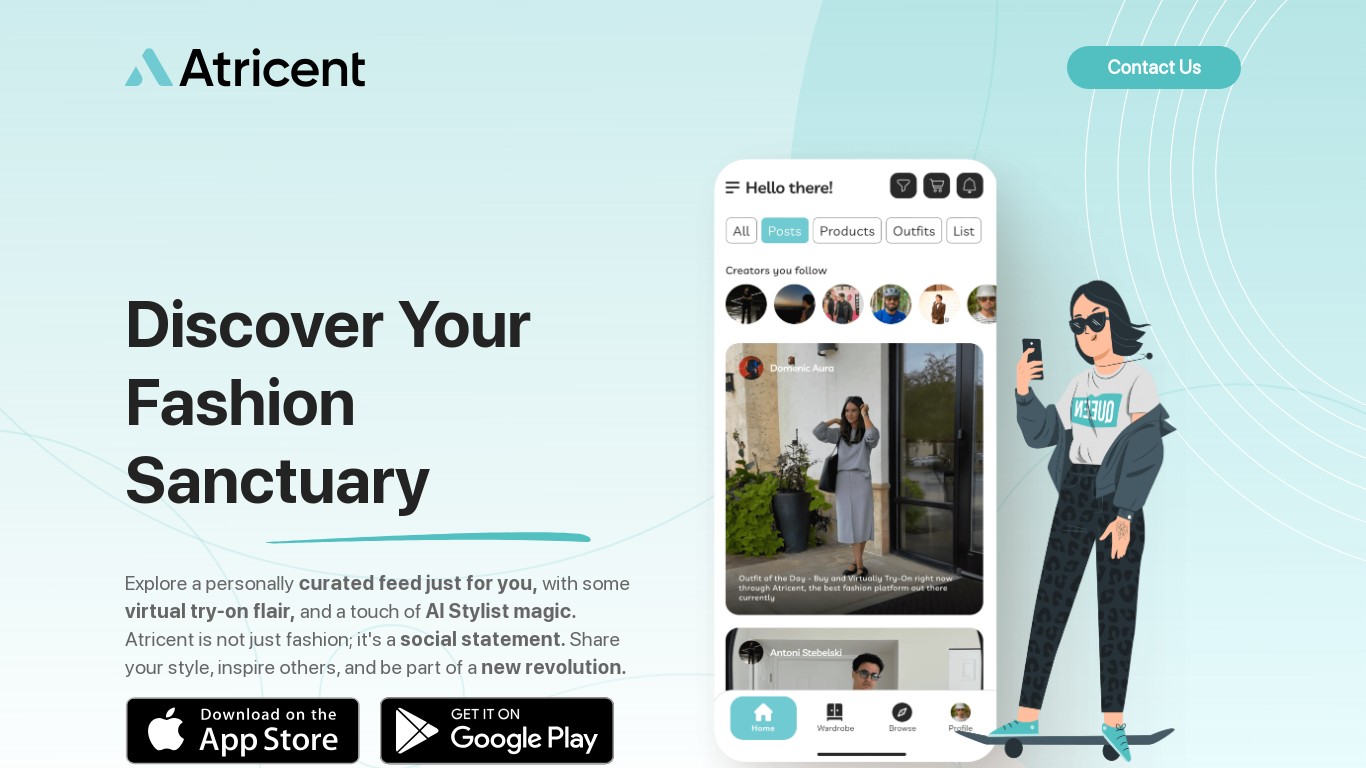 Atricent
Contact Us
Discover Your
Fashion
Sanctuary
Explore a personally curated feed just for you, with some
virtual try-on flair, and a touch of AI Stylist magic.
Atricent is not just fashion; it's a social statement. Share
your style, inspire others, and be part of a new revolution.
Download on the
App Store
GET IT ON
Google Play
Hello there!
All Posts Products Outfits List
Creators you follow
Domenic Aura
Outfit of the Day - Buy and Virtually Try-On right now
through Atricent, the best fashion platform out there
currently
Antoni Stebelski
Home Wardrobe Browse Profile
QUEEN